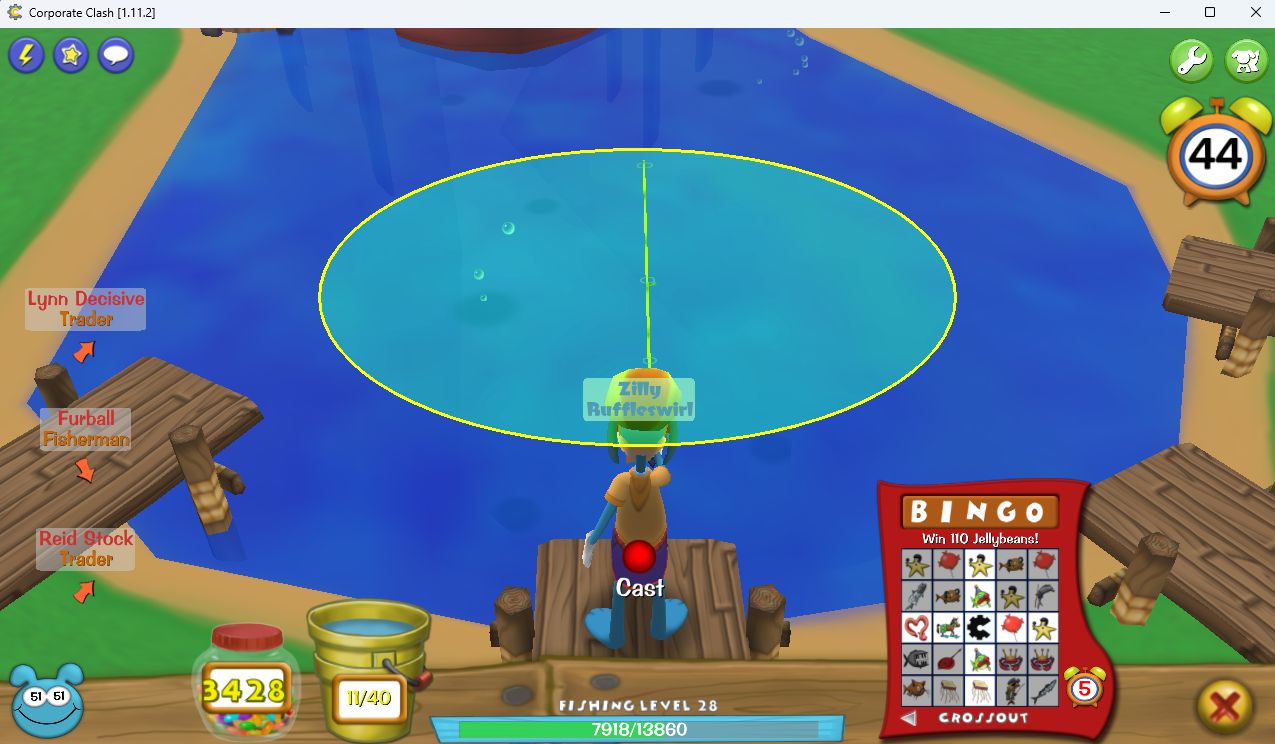 Corporate Clash [1.11.2]
44
Lynn Decisive
Trader
Furball
Fisherman
Reid Stock
Trader
Zilly
Ruffleswirl
Cast
BINGO
Win 110 Jellybeans!
5
CROSSOUT
51 51
3428
11/40
FISHING LEVEL 28
7918/13860